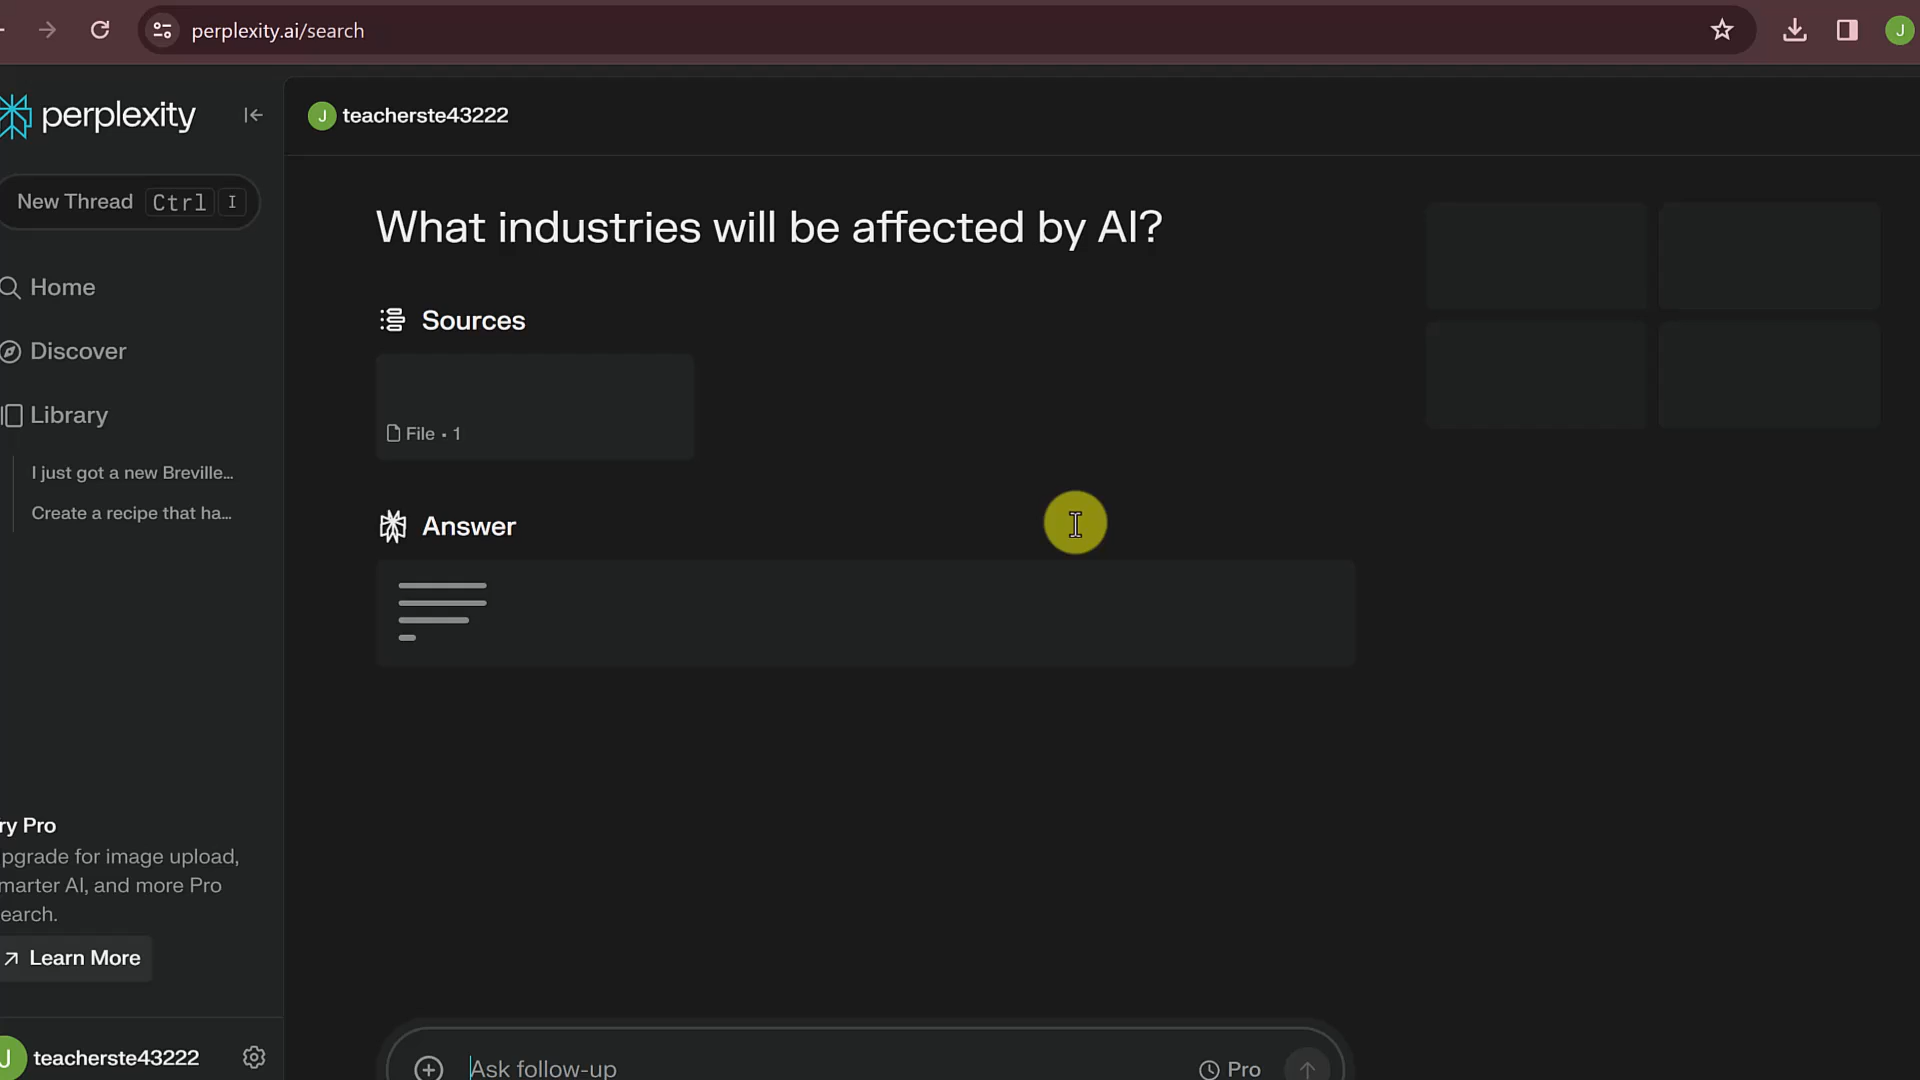 perplexity.ai/search
J
perplexity
J teacherste43222
New Thread Ctrl I
What industries will be affected by AI?
Home
Sources
Discover
Library
File • 1
I just got a new Breville...
Create a recipe that ha...
Answer
ry Pro
pgrade for image upload,
marter AI, and more Pro
earch.
Learn More
J teacherste43222
Ask follow-up
Pro